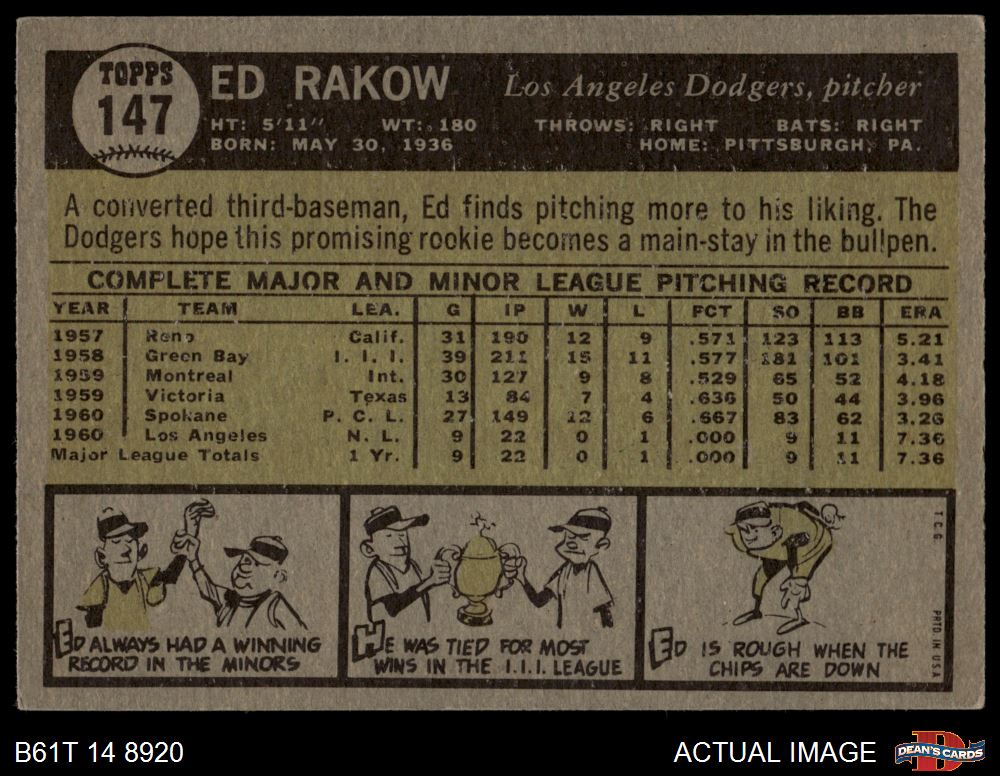 TOPPS
147
ED RAKOW
Los Angeles Dodgers, pitcher
HT: 5'11" WT: 180 THROWS: RIGHT BATS: RIGHT
BORN: MAY 30, 1936 HOME: PITTSBURGH, PA.
A converted third-baseman, Ed finds pitching more to his liking. The
Dodgers hope this promising rookie becomes a main-stay in the bullpen.
COMPLETE MAJOR AND MINOR LEAGUE PITCHING RECORD
YEAR TEAM LEA. G IP W L PCT SO BB ERA
1957 Reno Calif. 31 190 12 9 .571 123 113 5.21
1958 Green Bay I. I. I. 39 211 15 11 .577 181 101 3.41
1959 Montreal Int. 30 127 9 8 .529 65 52 4.18
1959 Victoria Texas 13 84 7 4 .636 50 44 3.96
1960 Spokane P. C. L. 27 149 12 6 .667 83 62 3.26
1960 Los Angeles N. L. 9 22 0 1 .000 9 11 7.36
Major League Totals 1 Yr. 9 22 0 1 .000 9 11 7.36
ED ALWAYS HAD A WINNING
RECORD IN THE MINORS
HE WAS TIED FOR MOST
WINS IN THE I.I.I. LEAGUE
ED IS ROUGH WHEN THE
CHIPS ARE DOWN
T.C.G.
PRTD. IN U.S.A.
B61T 14 8920
ACTUAL IMAGE
D
DEAN'S CARDS